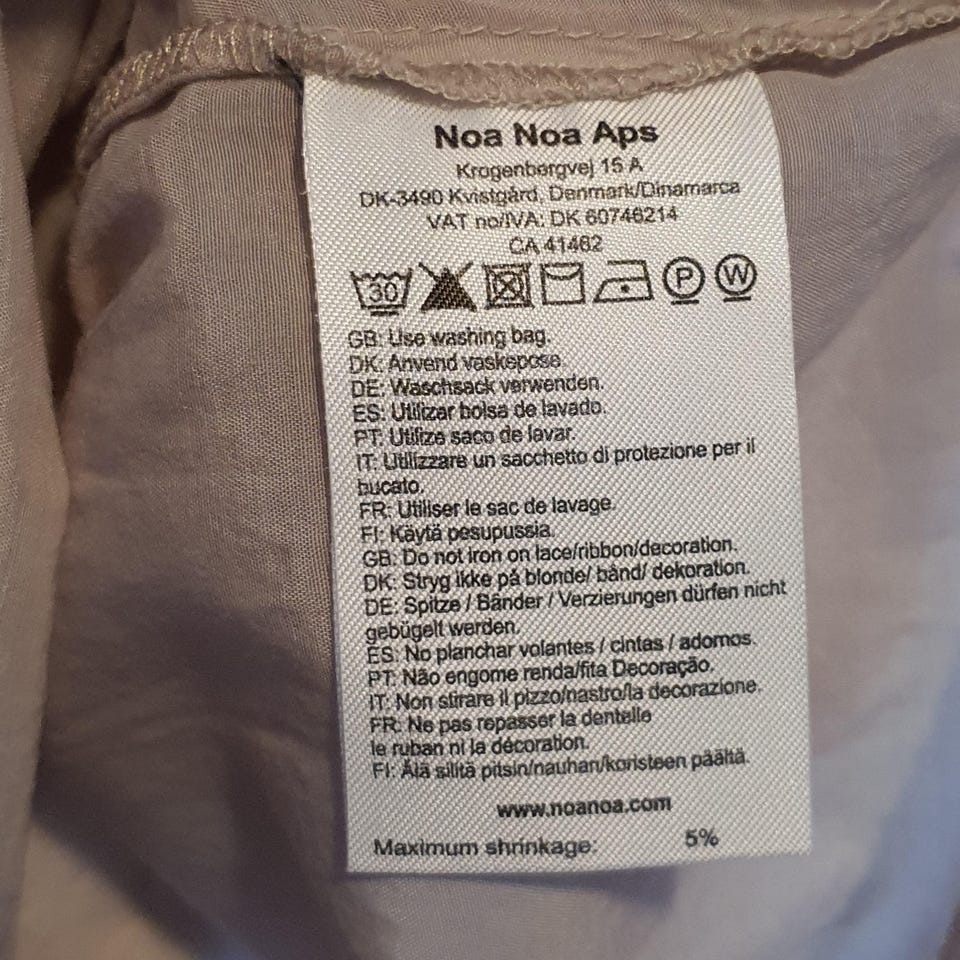 Noa Noa Aps
Krogenbergvej 15 A
DK-3490 Kvistgård, Denmark/Dinamarca
VAT no/IVA: DK 60746214
CA 41462
30 P W
GB: Use washing bag.
DK: Anvend vaskepose.
DE: Waschsack verwenden.
ES: Utilizar bolsa de lavado.
PT: Utilize saco de lavar.
IT: Utilizzare un sacchetto di protezione per il
bucato.
FR: Utiliser le sac de lavage.
FI: Käytä pesupussia.
GB: Do not iron on lace/ribbon/decoration.
DK: Stryg ikke på blonde/ bånd/ dekoration.
DE: Spitze / Bänder / Verzierungen dürfen nicht
gebügelt werden.
ES: No planchar volantes / cintas / adornos.
PT: Não engome renda/fita Decoração.
IT: Non stirare il pizzo/nastro/la decorazione.
FR: Ne pas repasser la dentelle
le ruban ni la décoration.
FI: Älä silitä pitsin/nauhan/koristeen päältä.
www.noanoa.com
Maximum shrinkage: 5%